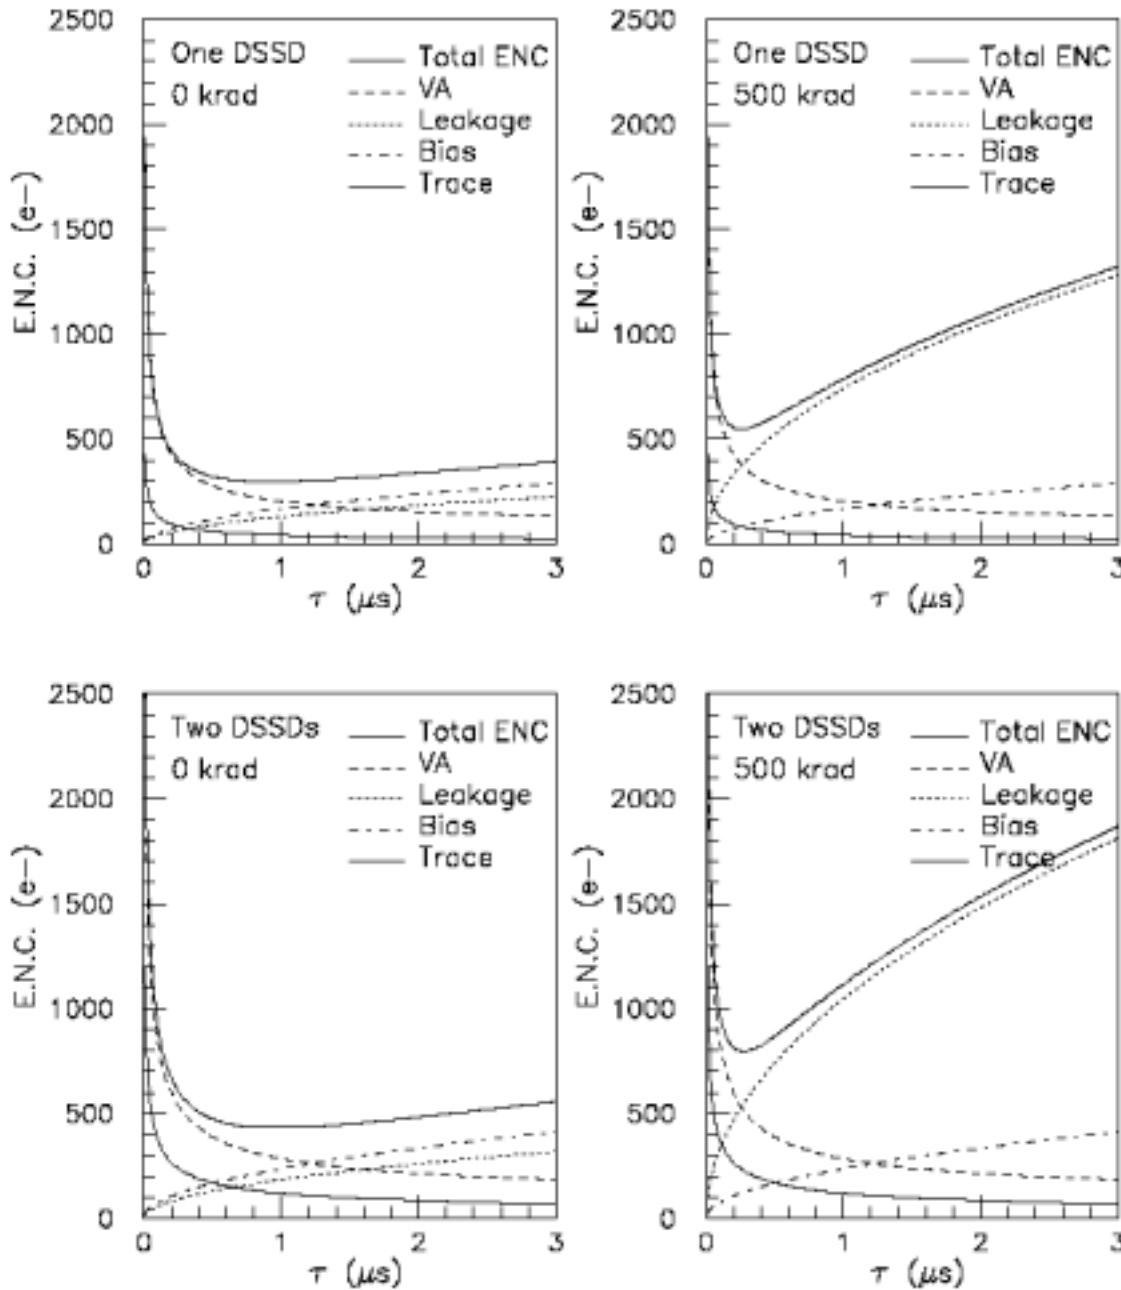 2500
One DSSD
0 krad
Total ENC
VA
Leakage
Bias
Trace
2000
1500
1000
500
0
E.N.C. (e−)
0 1 2 3
τ (μs)
2500
One DSSD
500 krad
Total ENC
VA
Leakage
Bias
Trace
2000
1500
1000
500
0
E.N.C. (e−)
0 1 2 3
τ (μs)
2500
Two DSSDs
0 krad
Total ENC
VA
Leakage
Bias
Trace
2000
1500
1000
500
0
E.N.C. (e−)
0 1 2 3
τ (μs)
2500
Two DSSDs
500 krad
Total ENC
VA
Leakage
Bias
Trace
2000
1500
1000
500
0
E.N.C. (e−)
0 1 2 3
τ (μs)